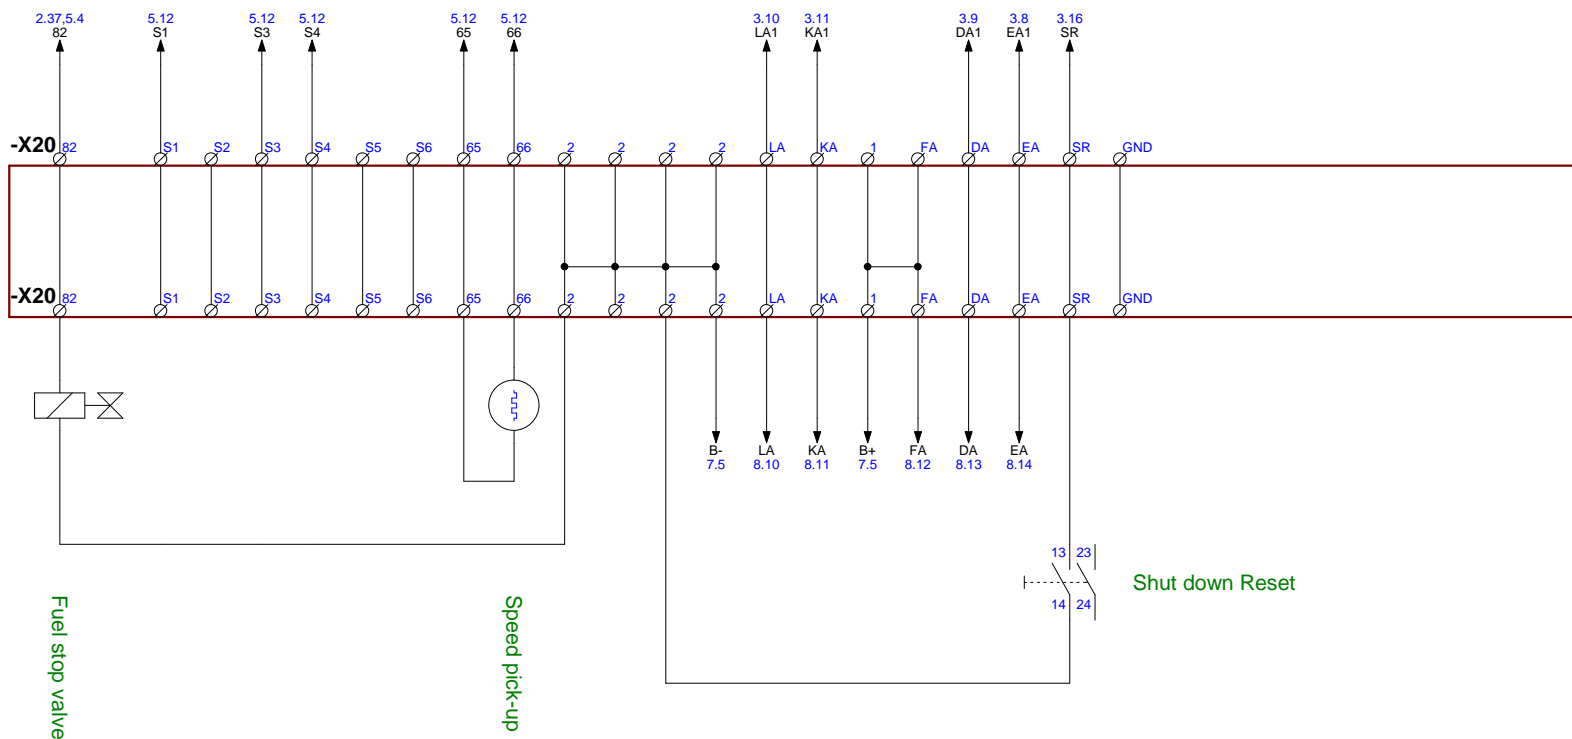 2.37,5.4 5.12 5.12 5.12 5.12 5.12 3.10 3.11 3.9 3.8 3.16
82 S1 S3 S4 65 66 LA1 KA1 DA1 EA1 SR
-X20 82 S1 S2 S3 S4 S5 S6 65 66 2 2 2 2 LA KA 1 FA DA EA SR GND
-X20 82 S1 S2 S3 S4 S5 S6 65 66 2 2 2 2 LA KA 1 FA DA EA SR GND
B- LA KA B+ FA DA EA
7.5 8.10 8.11 7.5 8.12 8.13 8.14
13 23
Shut down Reset
14 24
Fuel stop valve
Speed pick-up